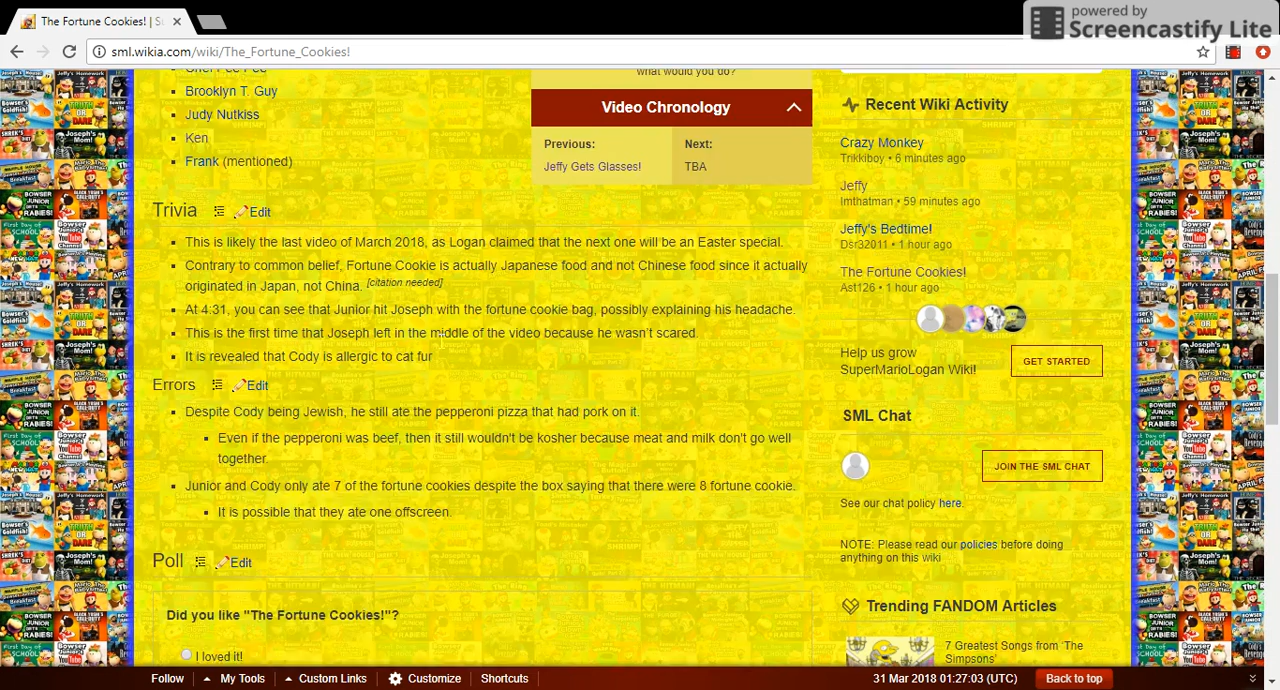 The Fortune Cookies! | S
powered by
Screencastify Lite
sml.wikia.com/wiki/The_Fortune_Cookies!
Brooklyn T. Guy
Judy Nutkiss
Ken
Frank (mentioned)
what would you do?
Video Chronology
Previous:
Next:
Jeffy Gets Glasses!
TBA
Trivia
Edit
This is likely the last video of March 2018, as Logan claimed that the next one will be an Easter special.
Contrary to common belief, Fortune Cookie is actually Japanese food and not Chinese food since it actually
originated in Japan, not China. [citation needed]
At 4:31, you can see that Junior hit Joseph with the fortune cookie bag, possibly explaining his headache.
This is the first time that Joseph left in the middle of the video because he wasn't scared.
It is revealed that Cody is allergic to cat fur
Errors
Edit
Despite Cody being Jewish, he still ate the pepperoni pizza that had pork on it.
Even if the pepperoni was beef, then it still wouldn't be kosher because meat and milk don't go well
together.
Junior and Cody only ate 7 of the fortune cookies despite the box saying that there were 8 fortune cookie.
It is possible that they ate one offscreen.
Poll
Edit
Did you like "The Fortune Cookies!"?
I loved it!
Recent Wiki Activity
Crazy Monkey
Trikkiboy • 6 minutes ago
Jeffy
Imthatman • 59 minutes ago
Jeffy's Bedtime!
Dsr32011 • 1 hour ago
The Fortune Cookies!
Ast126 • 1 hour ago
Help us grow
SuperMarioLogan Wiki!
GET STARTED
SML Chat
JOIN THE SML CHAT
See our chat policy here.
NOTE: Please read our policies before doing
anything on this wiki
Trending FANDOM Articles
7 Greatest Songs from 'The
Simpsons'
Follow
My Tools
Custom Links
Customize
Shortcuts
31 Mar 2018 01:27:03 (UTC)
Back to top